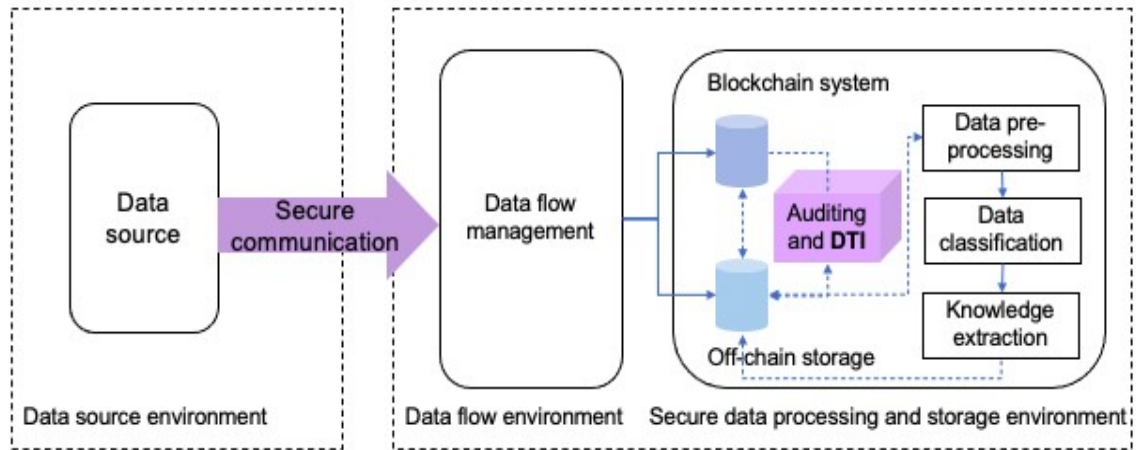 Data
source
Secure
communication
Data source environment
Data flow
management
Data flow environment
Blockchain system
Auditing
and DTI
Off-chain storage
Data pre-
processing
Data
classification
Knowledge
extraction
Secure data processing and storage environment